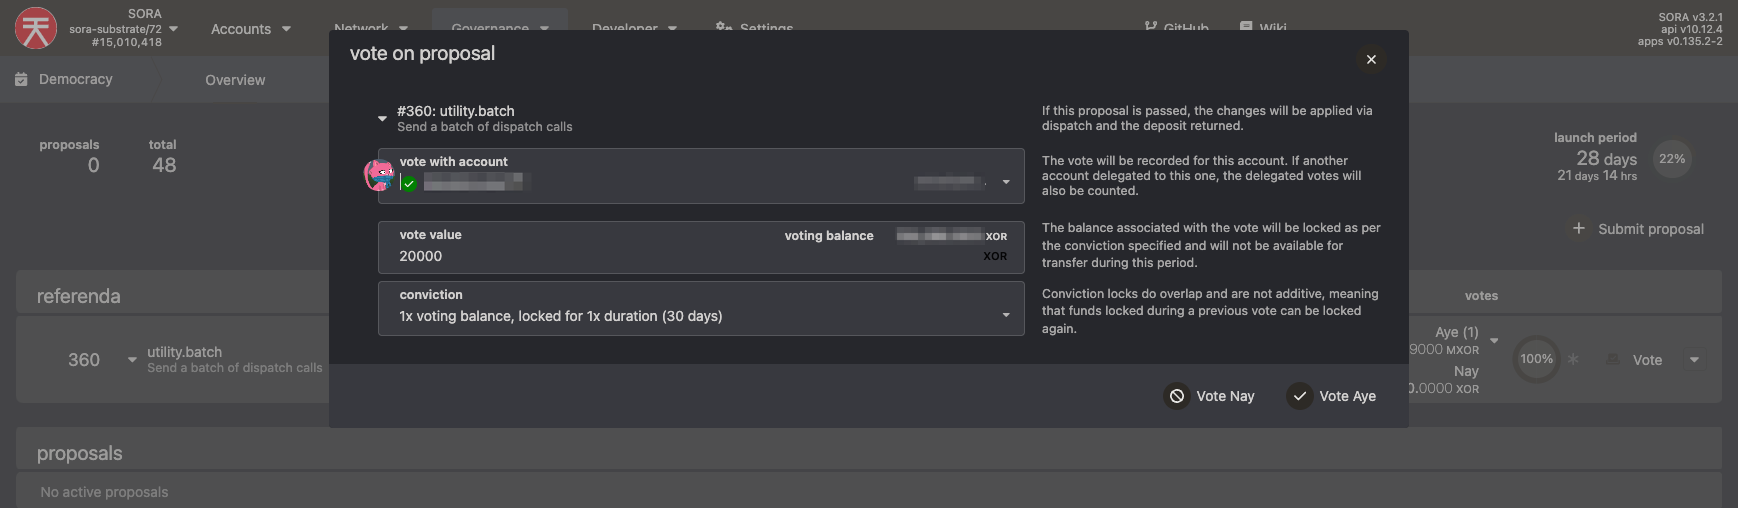 SORA
sora-substrate/72
#15,010,418
Accounts
Network
Governance
Developer
Settings
GitHub
Wiki
SORA v3.2.1
api v10.12.4
apps v0.135.2-2
Democracy
Overview
vote on proposal
#360: utility.batch
Send a batch of dispatch calls
If this proposal is passed, the changes will be applied via
dispatch and the deposit returned.
proposals
0
total
48
launch period
28 days
21 days 14 hrs
22%
vote with account
The vote will be recorded for this account. If another
account delegated to this one, the delegated votes will
also be counted.
vote value
20000
voting balance
XOR
XOR
The balance associated with the vote will be locked as per
the conviction specified and will not be available for
transfer during this period.
Submit proposal
conviction
1x voting balance, locked for 1x duration (30 days)
Conviction locks do overlap and are not additive, meaning
that funds locked during a previous vote can be locked
again.
referenda
votes
360
utility.batch
Send a batch of dispatch calls
Aye (1)
9000 MXOR
Nay
0.0000 XOR
100%
Vote
Vote Nay
Vote Aye
proposals
No active proposals